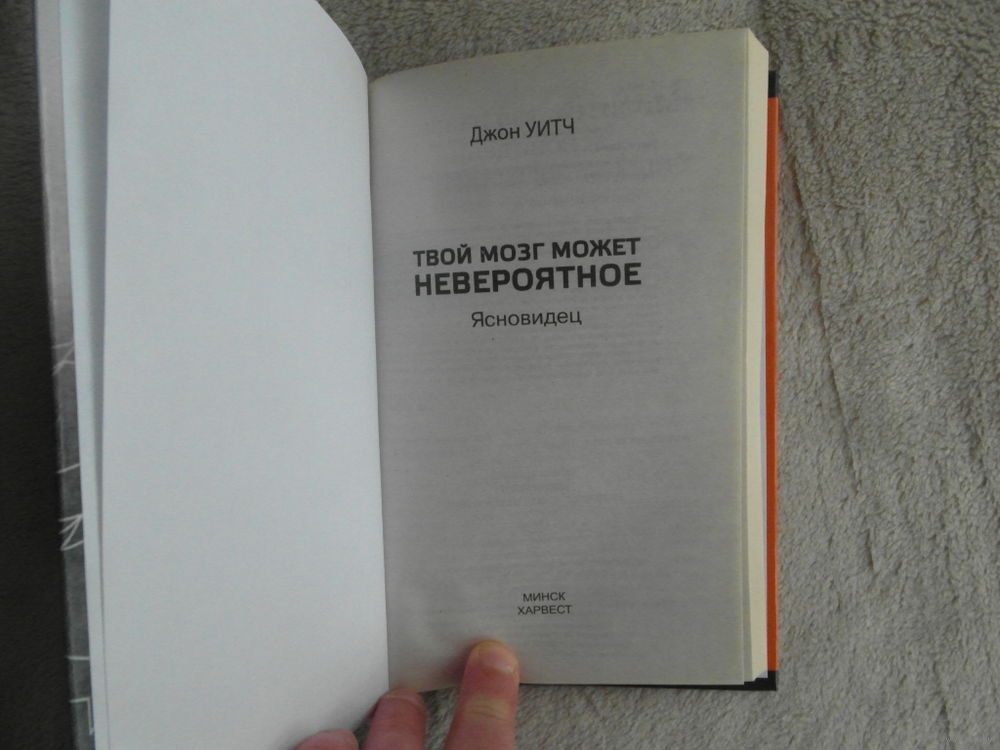 Джон УИТЧ
ТВОЙ МОЗГ МОЖЕТ
НЕВЕРОЯТНОЕ
Ясновидец
МИНСК
ХАРВЕСТ